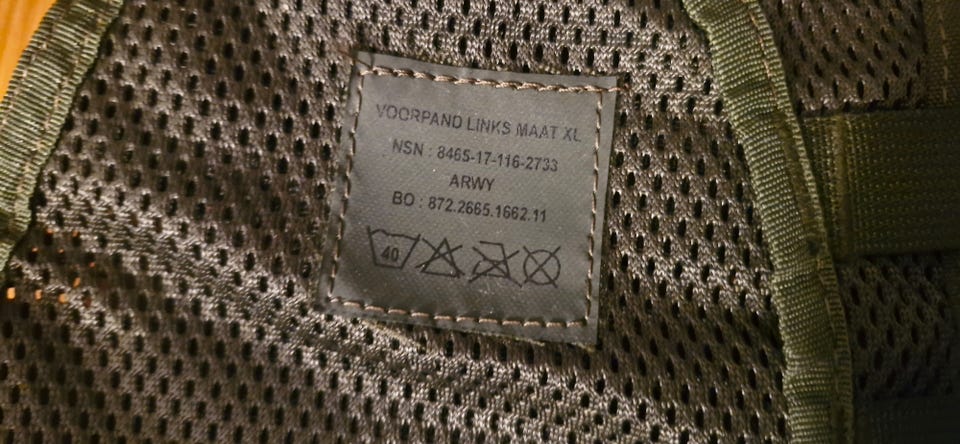 VOORPAND LINKS MAAT XL
NSN : 8465-17-116-2733
ARWY
BO : 872.2665.1662.11
40